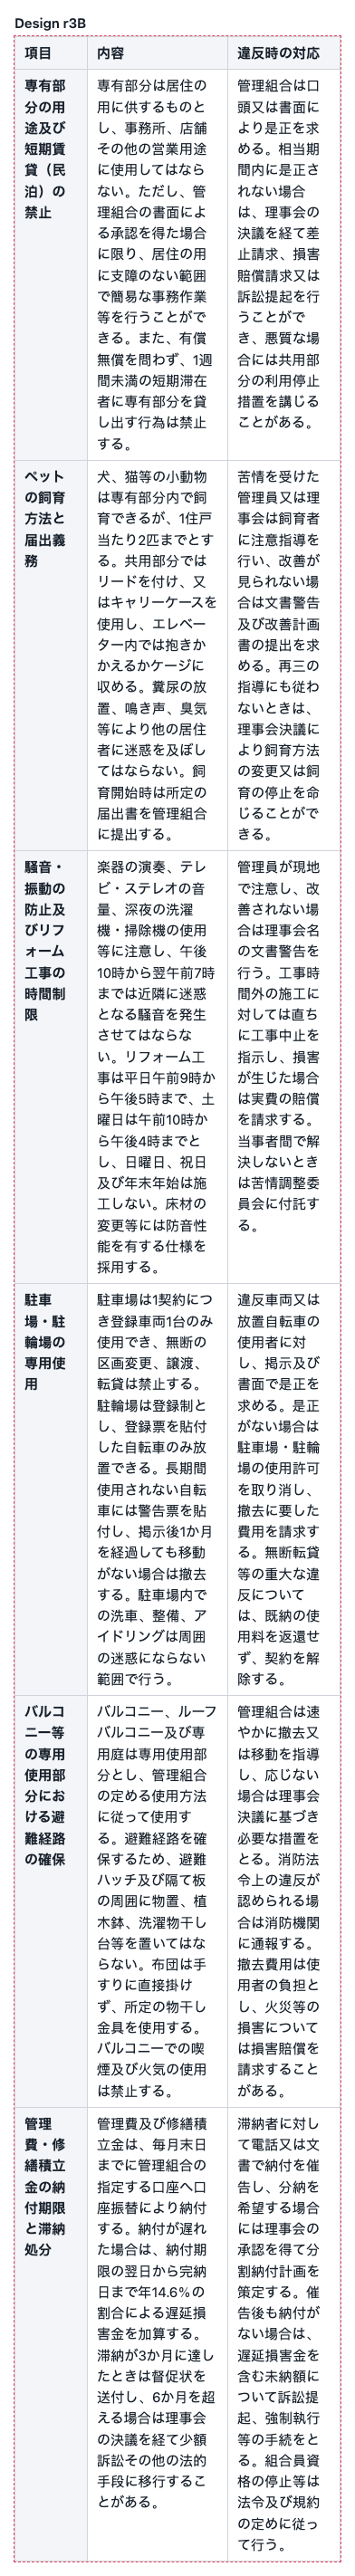 Design r3B
項目
内容
違反時の対応
専有部
分の用
途及び
短期賃
貸（民
泊）の
禁止
専有部分は居住の
用に供するものと
し、事務所、店舗
その他の営業用途
に使用してはなら
ない。ただし、管
理組合の書面によ
る承認を得た場合
に限り、居住の用
に支障のない範囲
で簡易な事務作業
等を行うことがで
きる。また、有償
無償を問わず、1週
間未満の短期滞在
者に専有部分を貸
し出す行為は禁止
する。
管理組合は口
頭又は書面に
より是正を求
める。相当期
間内に是正さ
れない場合
は、理事会の
決議を経て差
止請求、損害
賠償請求又は
訴訟提起を行
うことがで
き、悪質な場
合には共用部
分の利用停止
措置を講じる
ことがある。
ペット
の飼育
方法と
届出義
務
犬、猫等の小動物
は専有部分内で飼
育できるが、1住戸
当たり2匹までとす
る。共用部分では
リードを付け、又
はキャリーケースを
使用し、エレベー
ター内では抱きか
かえるかケージに
収める。糞尿の放
置、鳴き声、臭気
等により他の居住
者に迷惑を及ぼし
てはならない。飼
育開始時は所定の
届出書を管理組合
に提出する。
苦情を受けた
管理員又は理
事会は飼育者
に注意指導を
行い、改善が
見られない場
合は文書警告
及び改善計画
書の提出を求
める。再三の
指導にも従わ
ないときは、
理事会決議に
より飼育方法
の変更又は飼
育の停止を命
じることがで
きる。
騒音・
振動の
防止及
びリフ
ォーム
工事の
時間制
限
楽器の演奏、テレ
ビ・ステレオの音
量、深夜の洗濯
機・掃除機の使用
等に注意し、午後
10時から翌午前7時
までは近隣に迷惑
となる騒音を発生
させてはならな
い。リフォーム工
事は平日午前9時か
ら午後5時まで、土
曜日は午前10時か
ら午後4時までと
し、日曜日、祝日
及び年末年始は施
工しない。床材の
変更等には防音性
能を有する仕様を
採用する。
管理員が現地
で注意し、改
善されない場
合は理事会名
の文書警告を
行う。工事時
間外の施工に
対しては直ち
に工事中止を
指示し、損害
が生じた場合
は実費の賠償
を請求する。
当事者間で解
決しないとき
は苦情調整委
員会に付託す
る。
駐車
場・駐
輪場の
専用使
用
駐車場は1契約につ
き登録車両1台のみ
使用でき、無断の
区画変更、譲渡、
転貸は禁止する。
駐輪場は登録制と
し、登録票を貼付
した自転車のみ放
置できる。長期間
使用されない自転
車には警告票を貼
付し、掲示後1か月
を経過しても移動
がない場合は撤去
する。駐車場内で
の洗車、整備、ア
イドリングは周囲
の迷惑にならない
範囲で行う。
違反車両又は
放置自転車の
使用者に対
し、掲示及び
書面で是正を
求める。是正
がない場合は
駐車場・駐輪
場の使用許可
を取り消し、
撤去に要した
費用を請求す
る。無断転貸
等の重大な違
反について
は、既納の使
用料を返還せ
ず、契約を解
除する。
バルコ
ニー等
の専用
使用部
分にお
ける避
難経路
の確保
バルコニー、ルーフ
バルコニー及び専
用庭は専用使用部
分とし、管理組合
の定める使用方法
に従って使用す
る。避難経路を確
保するため、避難
ハッチ及び隔て板
の周囲に物置、植
木鉢、洗濯物干し
台等を置いてはな
らない。布団は手
すりに直接掛け
ず、所定の物干し
金具を使用する。
バルコニーでの喫
煙及び火気の使用
は禁止する。
管理組合は速
やかに撤去又
は移動を指導
し、応じない
場合は理事会
決議に基づき
必要な措置を
とる。消防法
令上の違反が
認められる場
合は消防機関
に通報する。
撤去費用は使
用者の負担と
し、火災等の
損害について
は損害賠償を
請求すること
がある。
管理
費・修
繕積立
金の納
付期限
と滞納
処分
管理費及び修繕積
立金は、毎月末日
までに管理組合の
指定する口座へ口
座振替により納付
する。納付が遅れ
た場合は、納付期
限の翌日から完納
日まで年14.6%の
割合による遅延損
害金を加算する。
滞納が3か月に達し
たときは督促状を
送付し、6か月を超
える場合は理事会
の決議を経て少額
訴訟その他の法的
手段に移行するこ
とがある。
滞納者に対し
て電話又は文
書で納付を催
告し、分納を
希望する場合
には理事会の
承認を得て分
割納付計画を
策定する。催
告後も納付が
ない場合は、
遅延損害金を
含む未納額に
ついて訴訟提
起、強制執行
等の手続をと
る。組合員資
格の停止等は
法令及び規約
の定めに従っ
て行う。